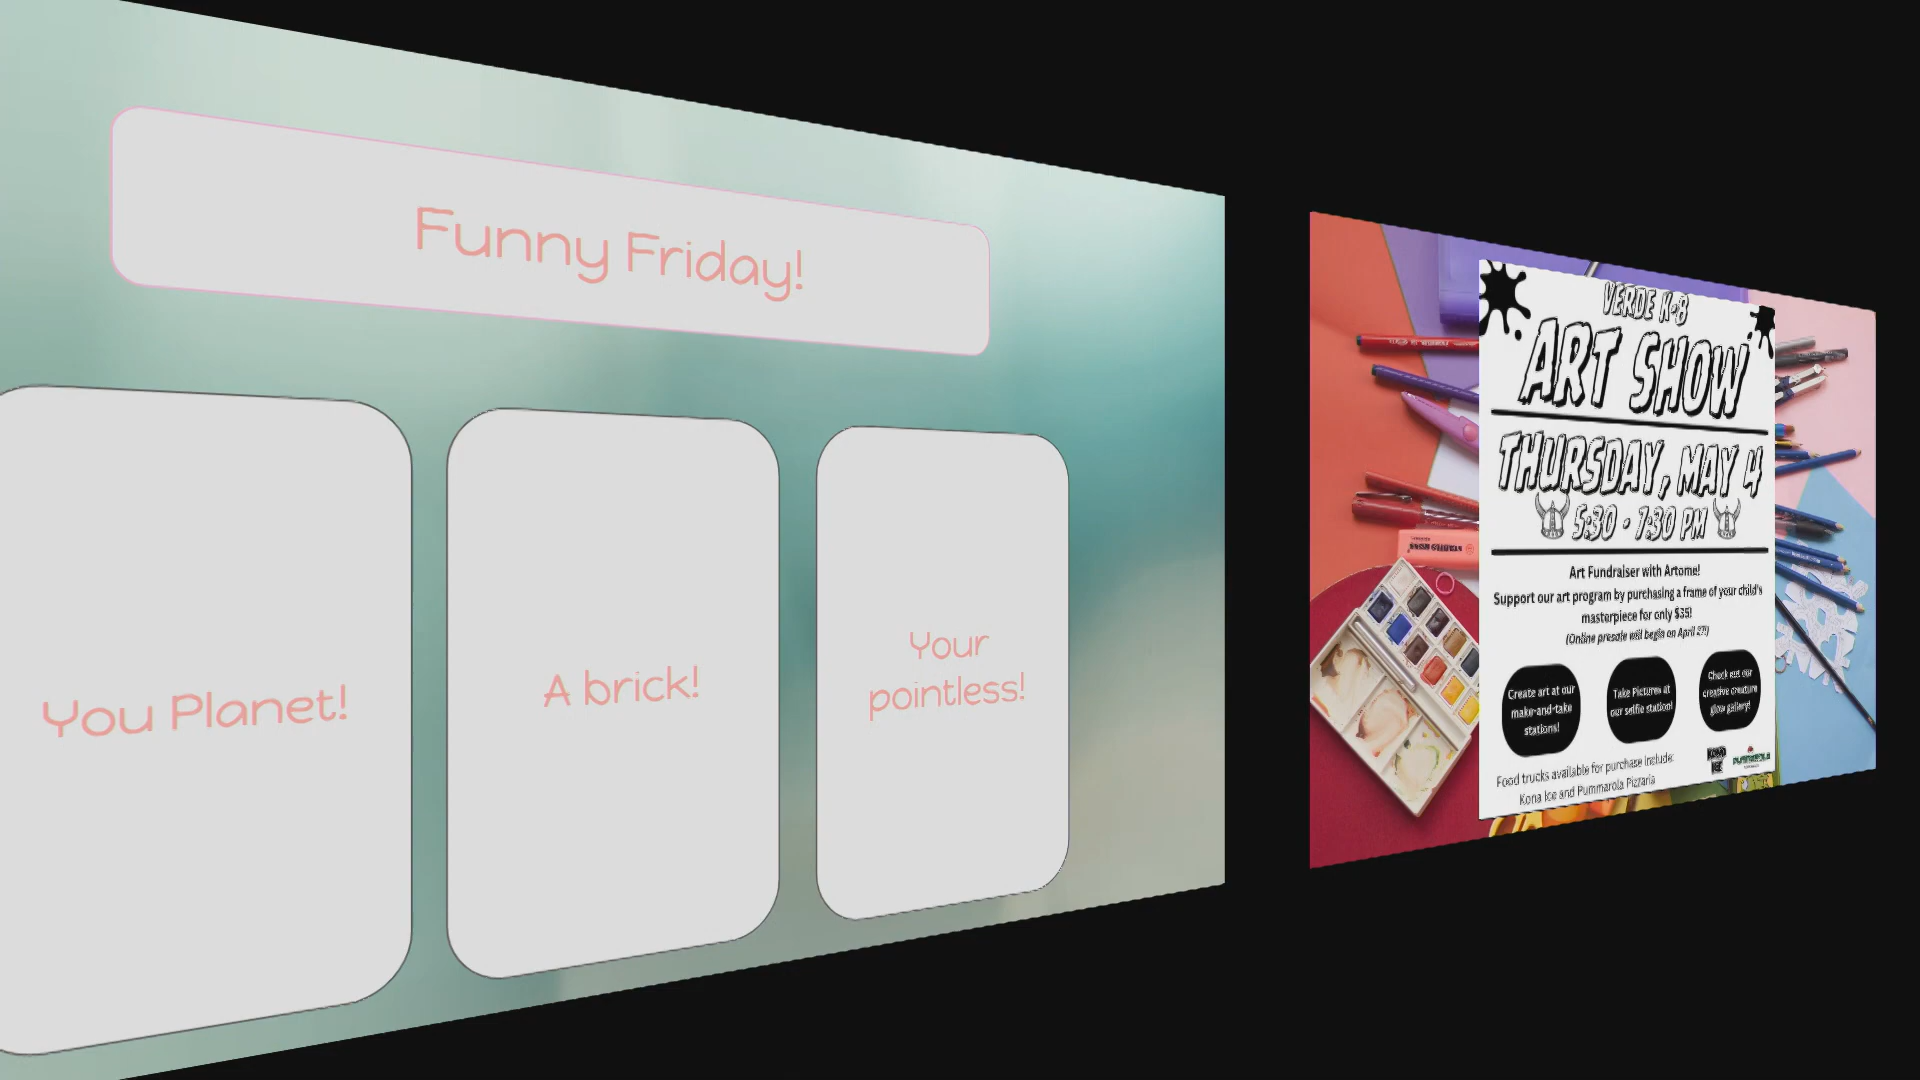 Funny Friday!
You Planet!
A brick!
Your
pointless!
VERDE K-8
ART SHOW
THURSDAY, MAY 4
5:30 - 7:30 PM
Art Fundraiser with Artome!
Support our art program by purchasing a frame of your child's
masterpiece for only $35!
(Online presale will begin on April 27!)
Create art at our
make-and-take
stations!
Take Pictures at
our selfie station!
Check out our
creative creature
glow gallery!
Food trucks available for purchase include:
Kona Ice and Pummarola Pizzaria
KONA
ICE